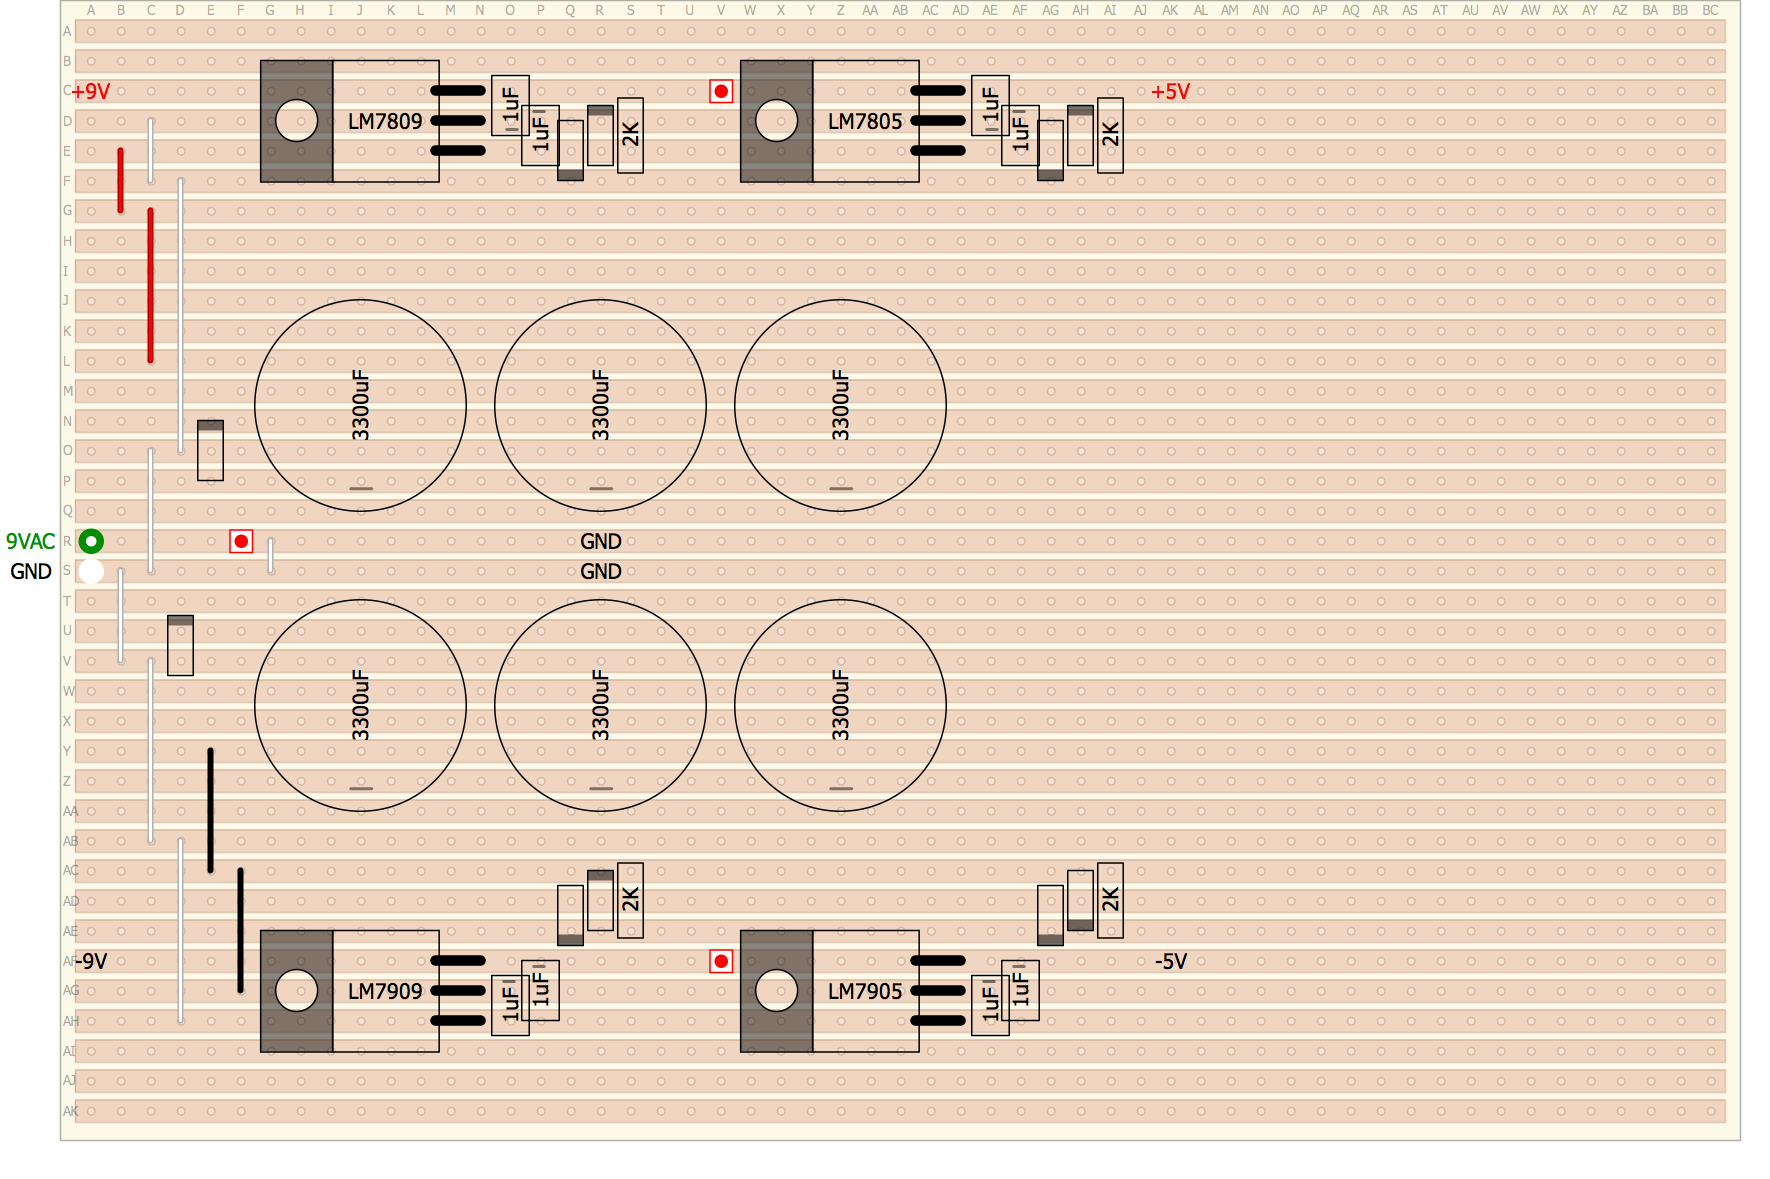 A B C D E F G H I J K L M N O P Q R S T U V W X Y Z AA AB AC AD AE AF AG AH AI AJ AK AL AM AN AO AP AQ AR AS AT AU AV AW AX AY AZ BA BB BC
A
B
C +9V +5V
D LM7809 1uF 1uF 2K LM7805 1uF 1uF 2K
E
F
G
H
I
J
K
L
M 3300uF 3300uF 3300uF
N
O
P
Q
9VAC R GND
GND S GND
T
U
V
W
X 3300uF 3300uF 3300uF
Y
Z
AA
AB
AC
AD 2K 2K
AE
AF -9V -5V
AG LM7909 1uF 1uF LM7905 1uF 1uF
AH
AI
AJ
AK